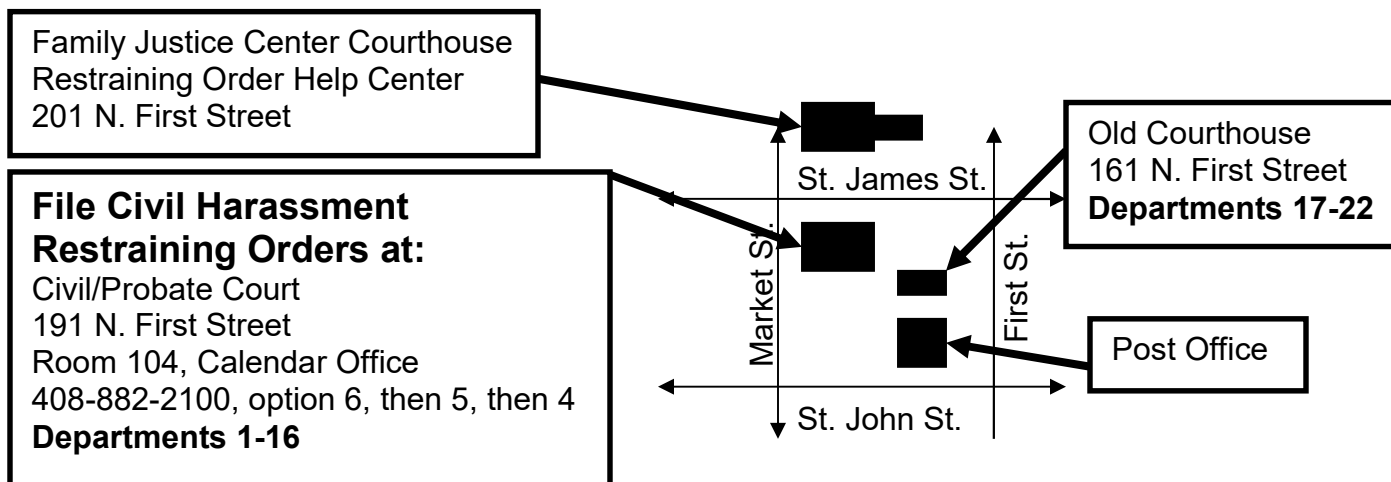 Family Justice Center Courthouse
Restraining Order Help Center
201 N. First Street
File Civil Harassment
Restraining Orders at:
Civil/Probate Court
191 N. First Street
Room 104, Calendar Office
408-882-2100, option 6, then 5, then 4
Departments 1-16
St. James St.
Market St.
First St.
St. John St.
Old Courthouse
161 N. First Street
Departments 17-22
Post Office